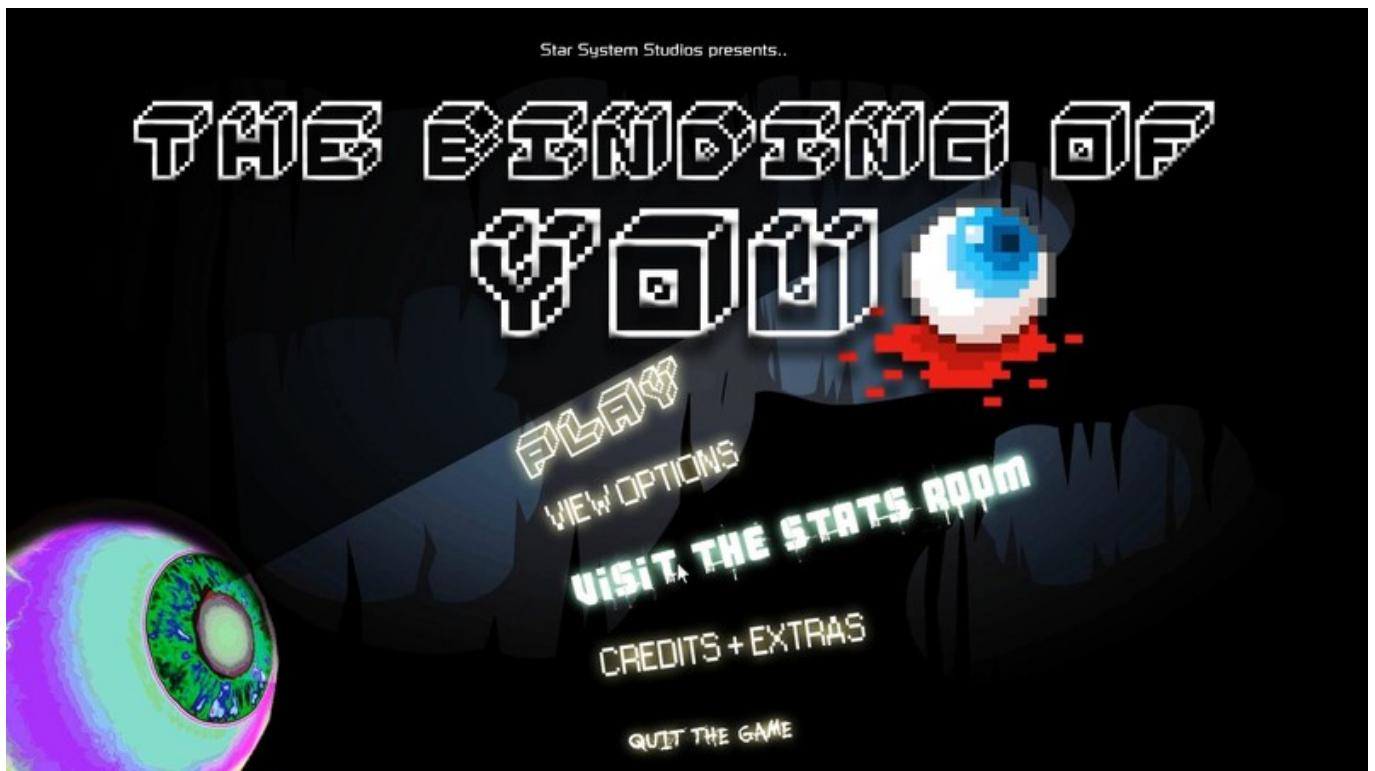 Star System Studios presents..
THE BINDING OF
YOU
PLAY
VIEW OPTIONS
ViSiT THE STATS ROOM
CREDITS + EXTRAS
QUIT THE GAME